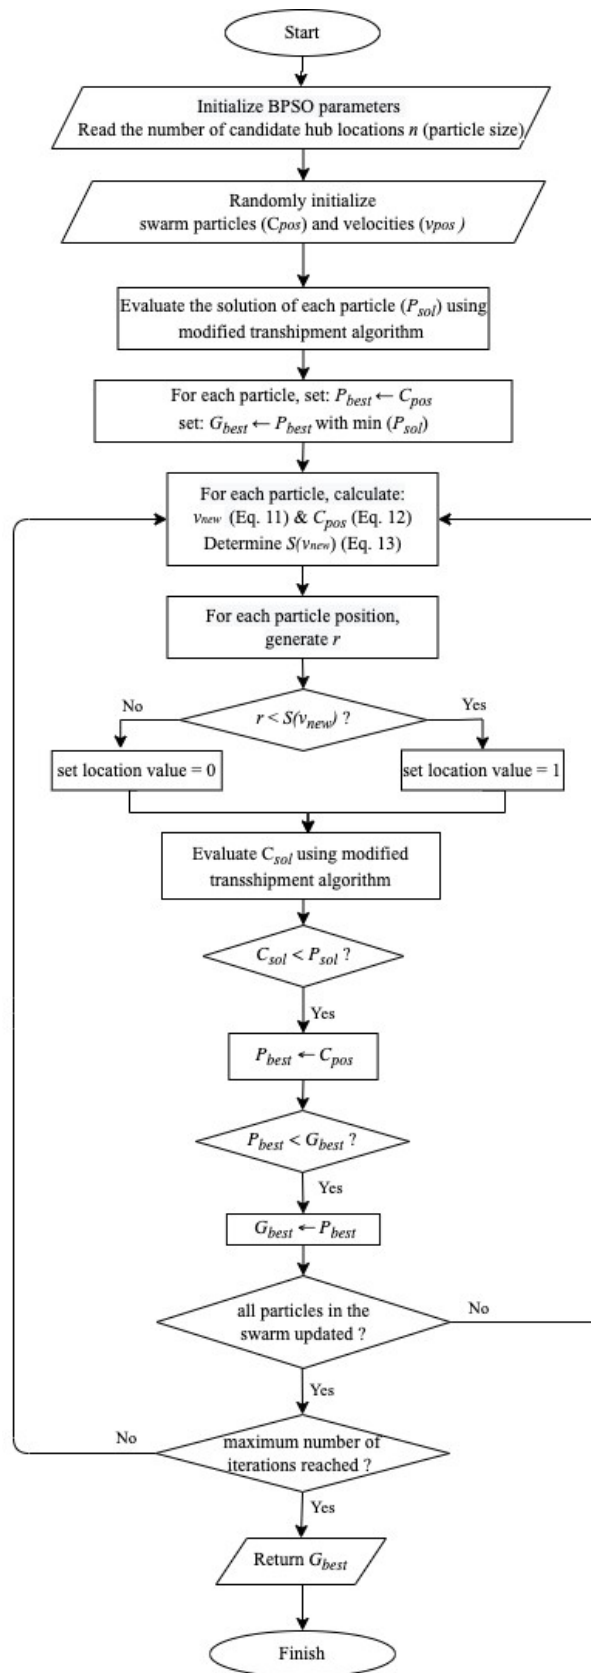 Start
Initialize BPSO parameters
Read the number of candidate hub locations n (particle size)
Randomly initialize
swarm particles (Cpos) and velocities (vpos )
Evaluate the solution of each particle (Psol) using
modified transhipment algorithm
For each particle, set: Pbest ← Cpos
set: Gbest ← Pbest with min (Psol)
For each particle, calculate:
vnew (Eq. 11) & Cpos (Eq. 12)
Determine S(vnew) (Eq. 13)
For each particle position,
generate r
No
r < S(vnew) ?
Yes
set location value = 0
set location value = 1
Evaluate Csol using modified
transshipment algorithm
Csol < Psol ?
Yes
Pbest ← Cpos
Pbest < Gbest ?
Yes
Gbest ← Pbest
all particles in the
swarm updated ?
No
Yes
No
maximum number of
iterations reached ?
Yes
Return Gbest
Finish